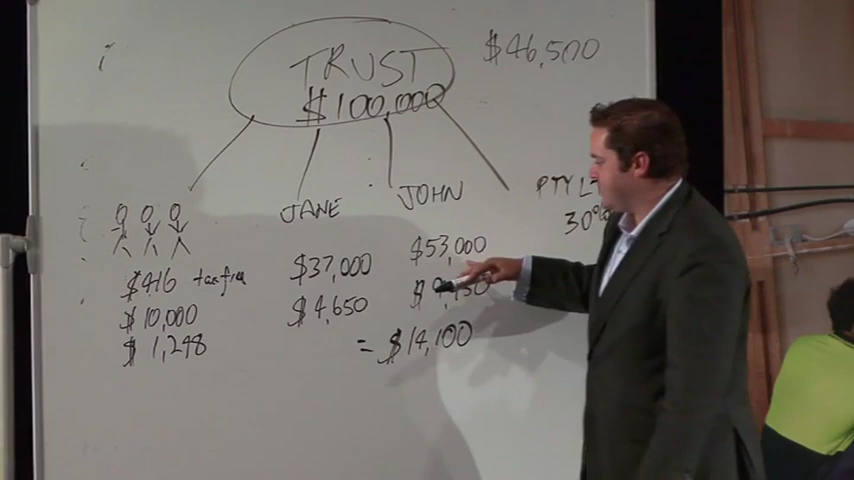 TRUST
$100,000
$46,500
JANE
JOHN
PTY
30%
$416 tax free
$10,000
$1,248
$37,000
$4,650
$53,000
= $14,100